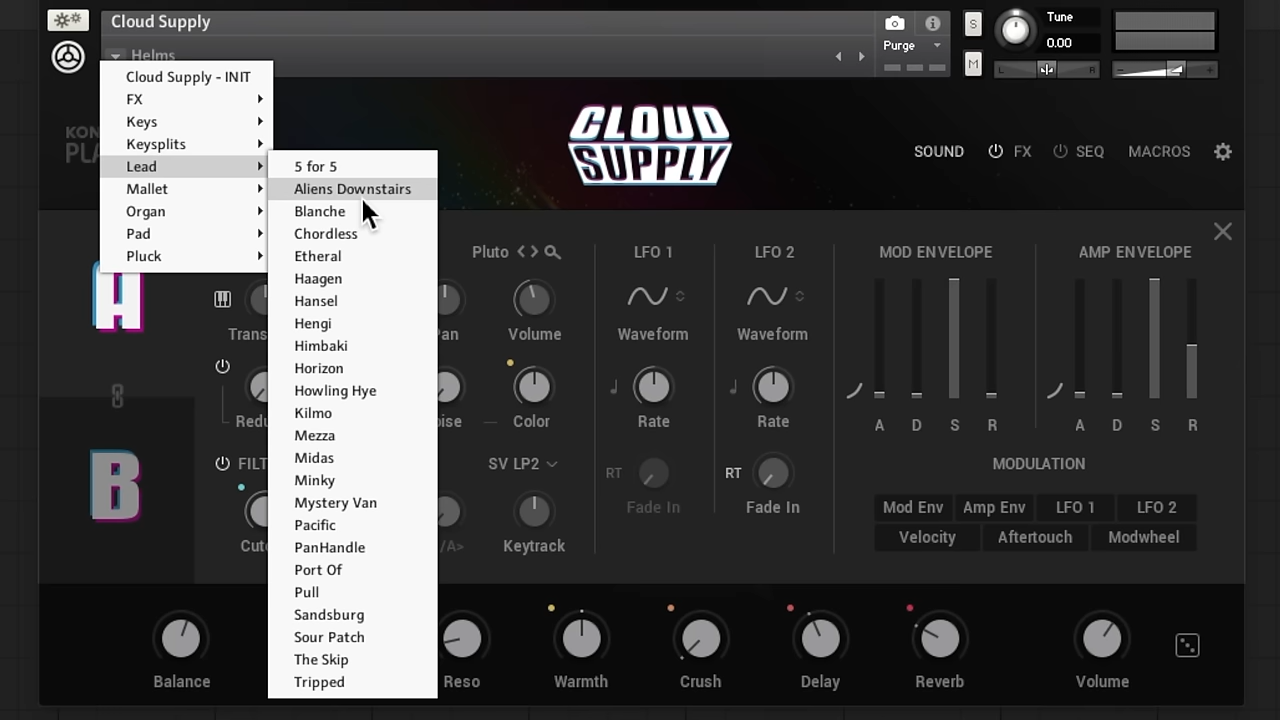 Cloud Supply
Helms
Purge
S
M
Tune
0.00
L R
- +
Cloud Supply - INIT
FX
Keys
Keysplits
Lead
Mallet
Organ
Pad
Pluck
5 for 5
Aliens Downstairs
Blanche
Chordless
Etheral
Haagen
Hansel
Hengi
Himbaki
Horizon
Howling Hye
Kilmo
Mezza
Midas
Minky
Mystery Van
Pacific
PanHandle
Port Of
Pull
Sandsburg
Sour Patch
The Skip
Tripped
CLOUD
SUPPLY
SOUND FX SEQ MACROS
A
B
Pluto
Volume
Color
SV LP2
Keytrack
LFO 1
Waveform
Rate
RT
Fade In
LFO 2
Waveform
Rate
RT
Fade In
MOD ENVELOPE
A D S R
AMP ENVELOPE
A D S R
MODULATION
Mod Env Amp Env LFO 1 LFO 2
Velocity Aftertouch Modwheel
Balance Reso Warmth Crush Delay Reverb Volume